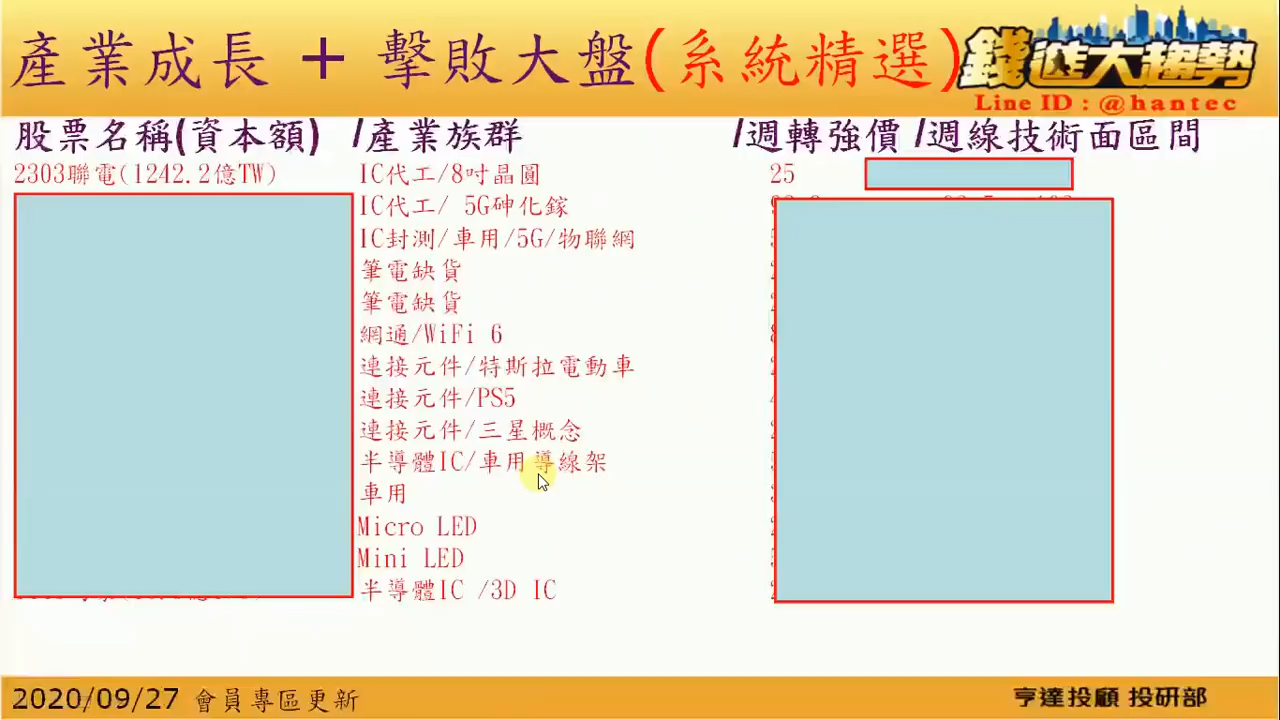 產業成長 + 擊敗大盤(系統精選)
錢進大趨勢
Line ID : @hantec
股票名稱(資本額) /產業族群 /週轉強價 /週線技術面區間
2303聯電(1242.2億TW) IC代工/8吋晶圓 25
IC代工/ 5G砷化鎵
IC封測/車用/5G/物聯網
筆電缺貨
筆電缺貨
網通/WiFi 6
連接元件/特斯拉電動車
連接元件/PS5
連接元件/三星概念
半導體IC/車用 導線架
車用
Micro LED
Mini LED
半導體IC /3D IC
2020/09/27 會員專區更新
亨達投顧 投研部